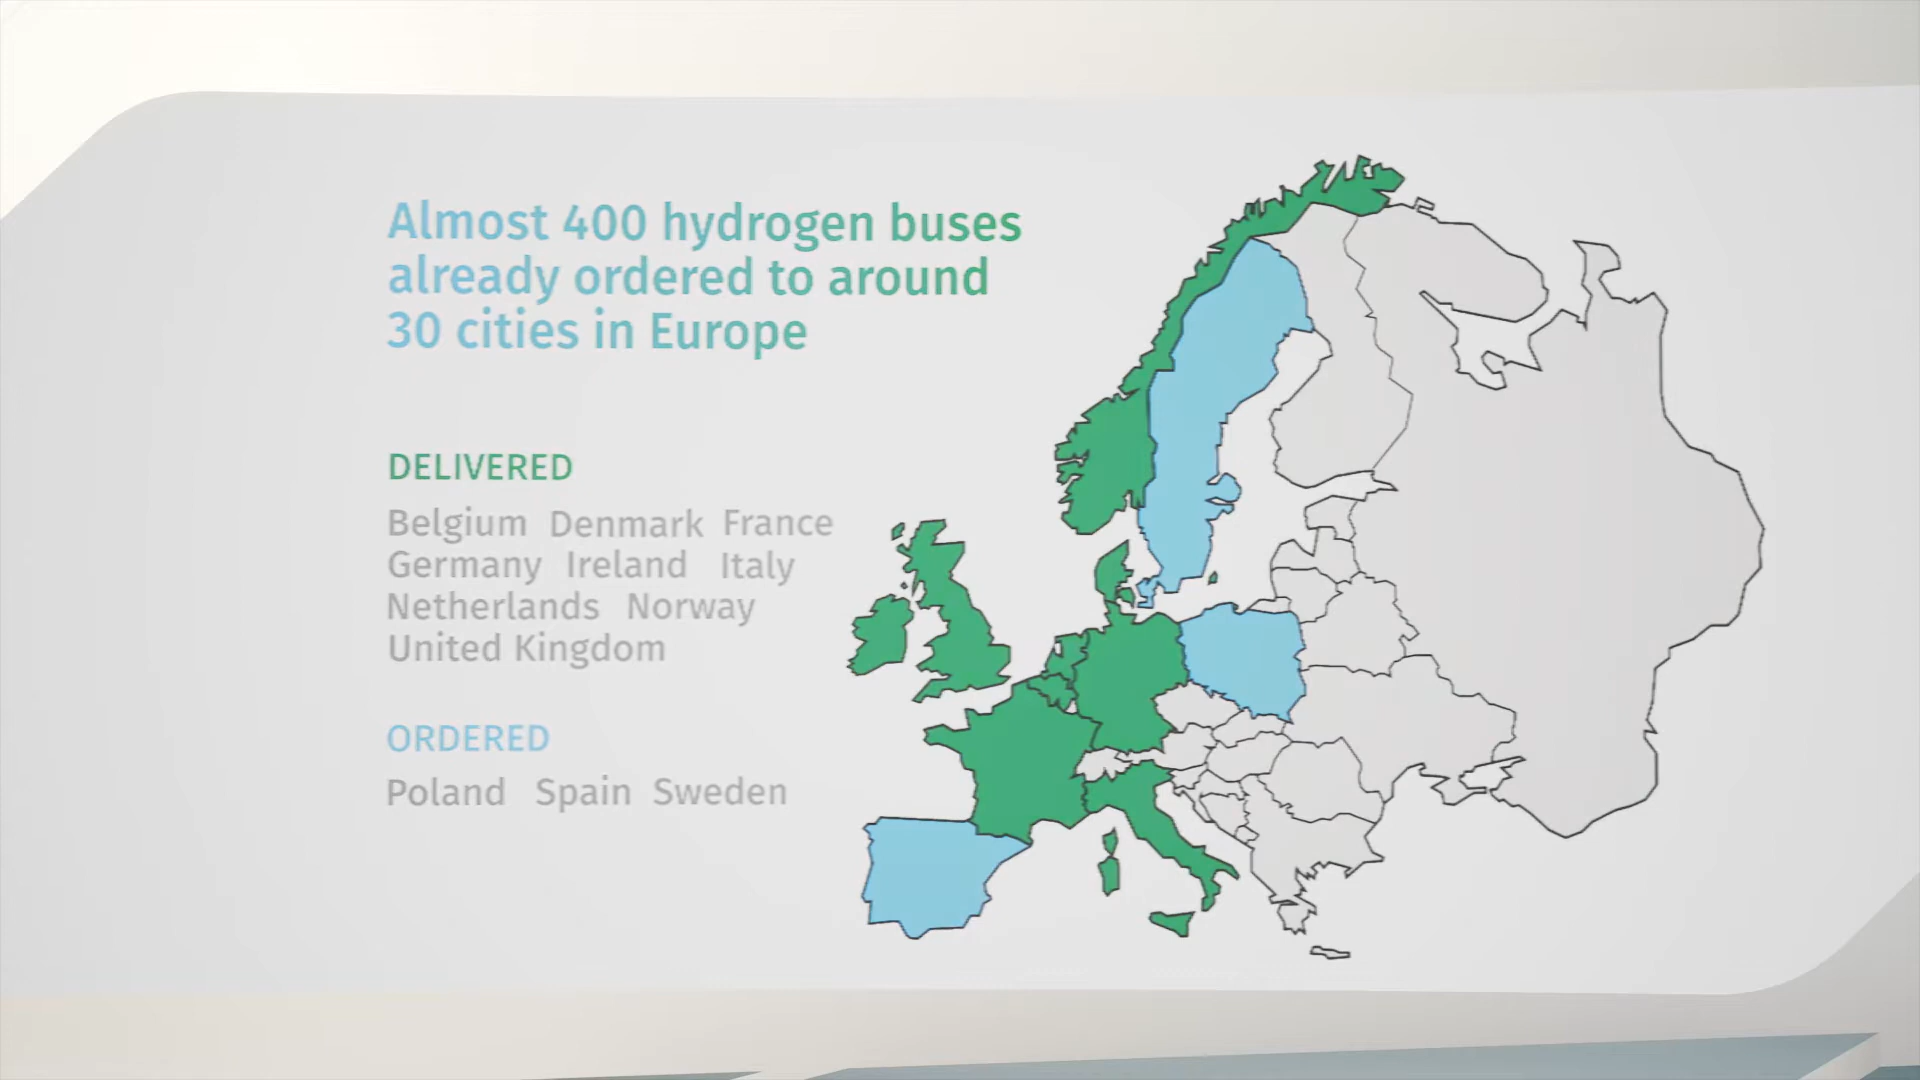 Almost 400 hydrogen buses
already ordered to around
30 cities in Europe
DELIVERED
Belgium Denmark France
Germany Ireland Italy
Netherlands Norway
United Kingdom
ORDERED
Poland Spain Sweden